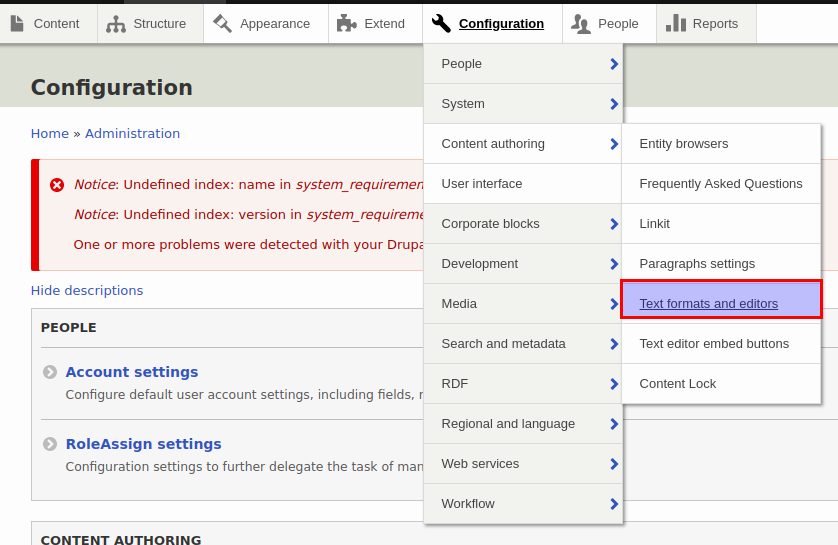 Content
Structure
Appearance
Extend
Configuration
People
Reports
Configuration
Home » Administration
Notice: Undefined index: name in system_requiremen
Notice: Undefined index: version in system_requireme
One or more problems were detected with your Drupa
Hide descriptions
PEOPLE
Account settings
Configure default user account settings, including fields,
RoleAssign settings
Configuration settings to further delegate the task of man
CONTENT AUTHORING
People
System
Content authoring
User interface
Corporate blocks
Development
Media
Search and metadata
RDF
Regional and language
Web services
Workflow
Entity browsers
Frequently Asked Questions
Linkit
Paragraphs settings
Text formats and editors
Text editor embed buttons
Content Lock